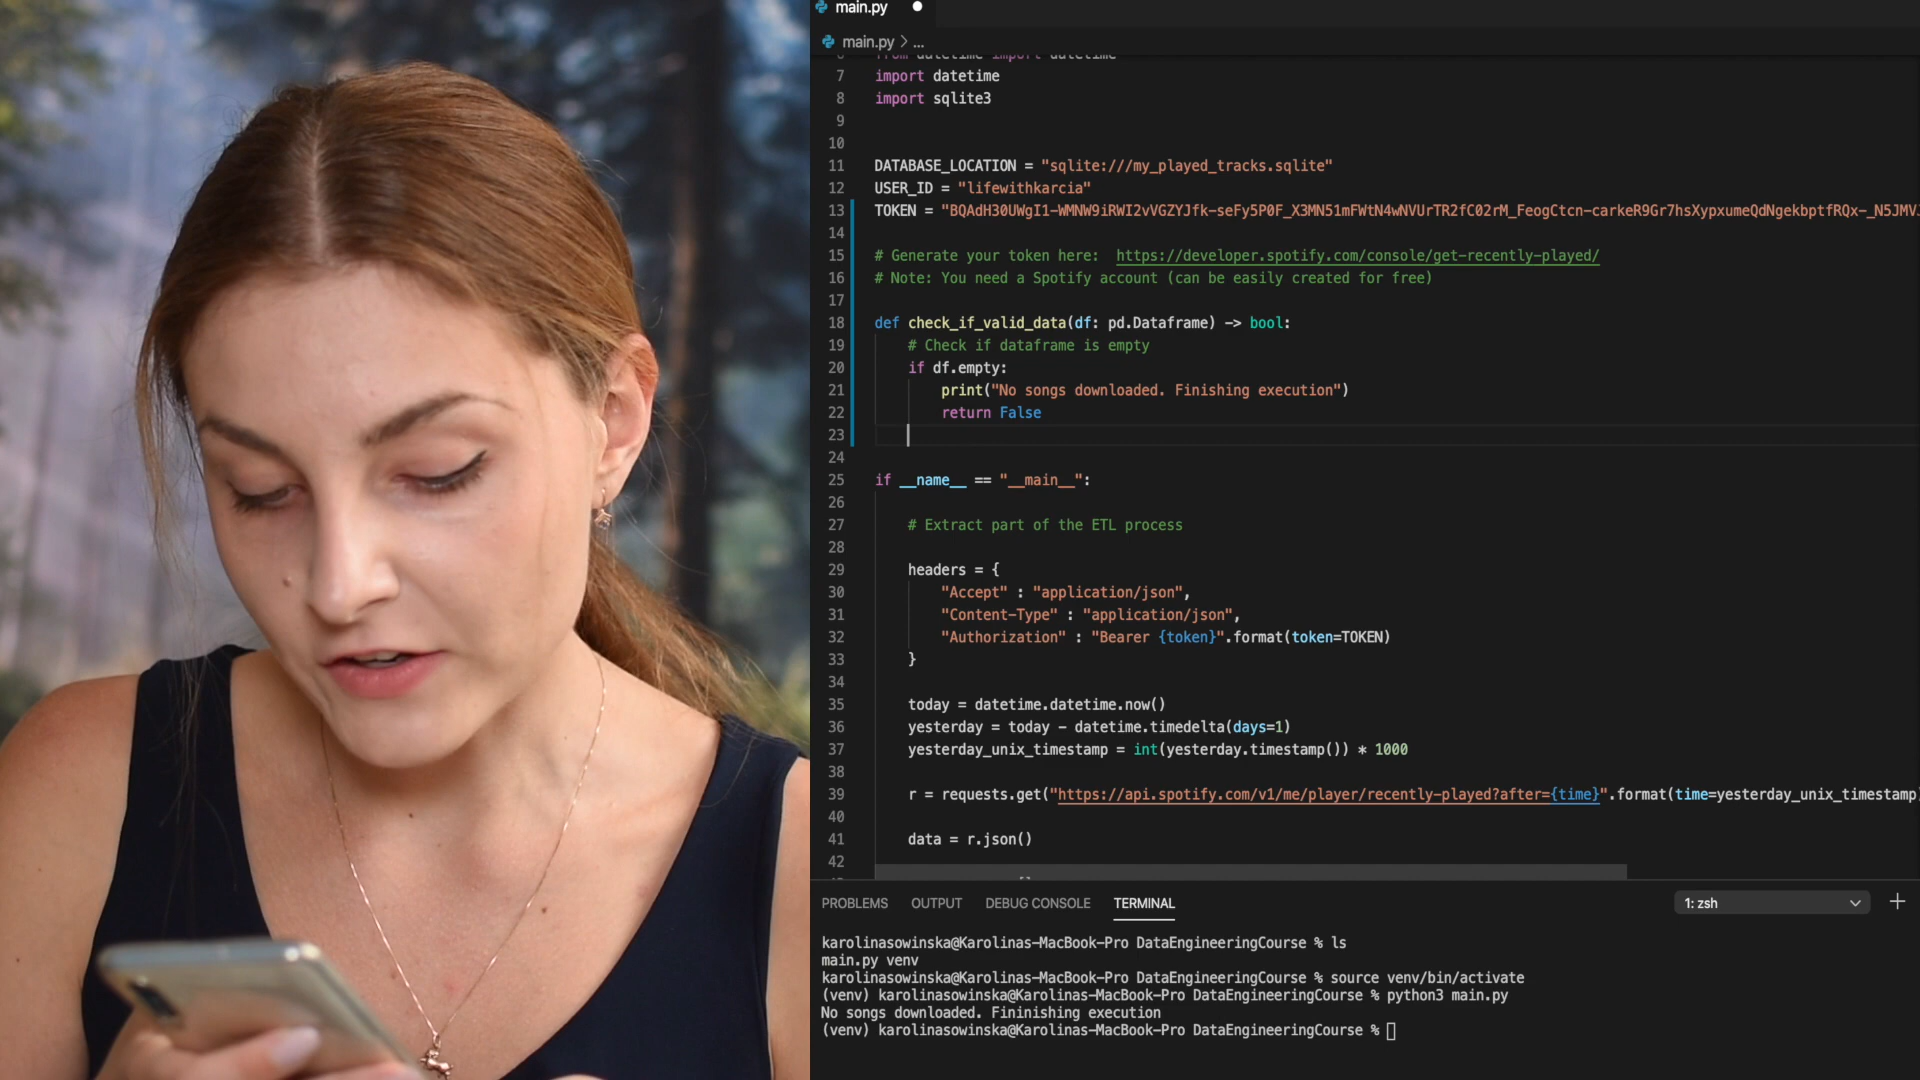 main.py
main.py > ...
6 from datetime import datetime
7 import datetime
8 import sqlite3
9
10
11 DATABASE_LOCATION = "sqlite:///my_played_tracks.sqlite"
12 USER_ID = "lifewithkarcia"
13 TOKEN = "BQAdH30UWgI1-WMNW9iRWI2vVGZYJfk-seFy5P0F_X3MN51mFWtN4wNVUrTR2fC02rM_FeogCtcn-carkeR9Gr7hsXypxumeQdNgekbptfRQx-_N5JMVJ
14
15 # Generate your token here:  https://developer.spotify.com/console/get-recently-played/
16 # Note: You need a Spotify account (can be easily created for free)
17
18 def check_if_valid_data(df: pd.Dataframe) -> bool:
19 # Check if dataframe is empty
20 if df.empty:
21 print("No songs downloaded. Finishing execution")
22 return False
23
24
25 if __name__ == "__main__":
26
27 # Extract part of the ETL process
28
29 headers = {
30 "Accept" : "application/json",
31 "Content-Type" : "application/json",
32 "Authorization" : "Bearer {token}".format(token=TOKEN)
33 }
34
35 today = datetime.datetime.now()
36 yesterday = today - datetime.timedelta(days=1)
37 yesterday_unix_timestamp = int(yesterday.timestamp()) * 1000
38
39 r = requests.get("https://api.spotify.com/v1/me/player/recently-played?after={time}".format(time=yesterday_unix_timestamp)
40
41 data = r.json()
42
PROBLEMS OUTPUT DEBUG CONSOLE TERMINAL 1: zsh
karolinasowinska@Karolinas-MacBook-Pro DataEngineeringCourse % ls
main.py venv
karolinasowinska@Karolinas-MacBook-Pro DataEngineeringCourse % source venv/bin/activate
(venv) karolinasowinska@Karolinas-MacBook-Pro DataEngineeringCourse % python3 main.py
No songs downloaded. Fininishing execution
(venv) karolinasowinska@Karolinas-MacBook-Pro DataEngineeringCourse %